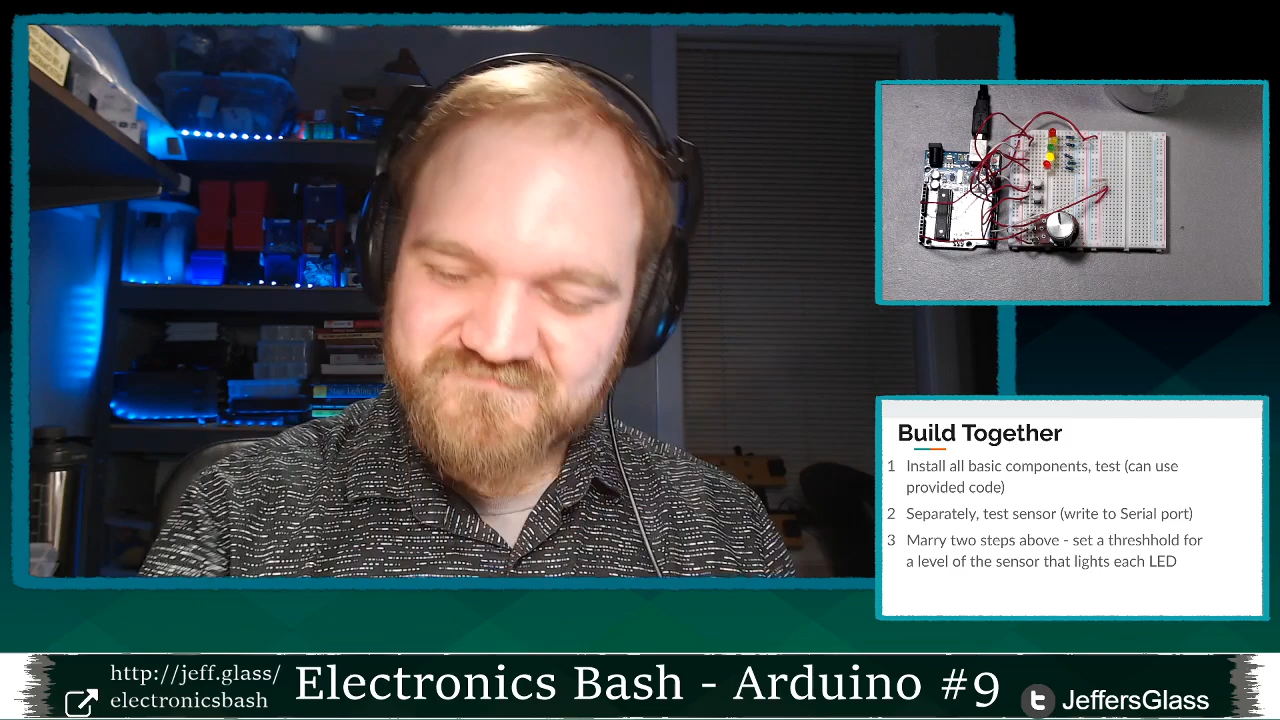 Build Together
1 Install all basic components, test (can use
provided code)
2 Separately, test sensor (write to Serial port)
3 Marry two steps above - set a threshhold for
a level of the sensor that lights each LED
http://jeff.glass/
electronicsbash
Electronics Bash - Arduino #9
JeffersGlass